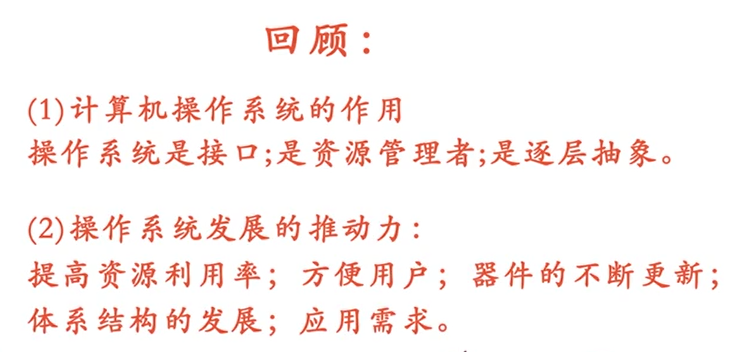 回顾：
(1)计算机操作系统的作用
操作系统是接口;是资源管理者;是逐层抽象。
(2)操作系统发展的推动力：
提高资源利用率；方便用户；器件的不断更新；
体系结构的发展；应用需求。